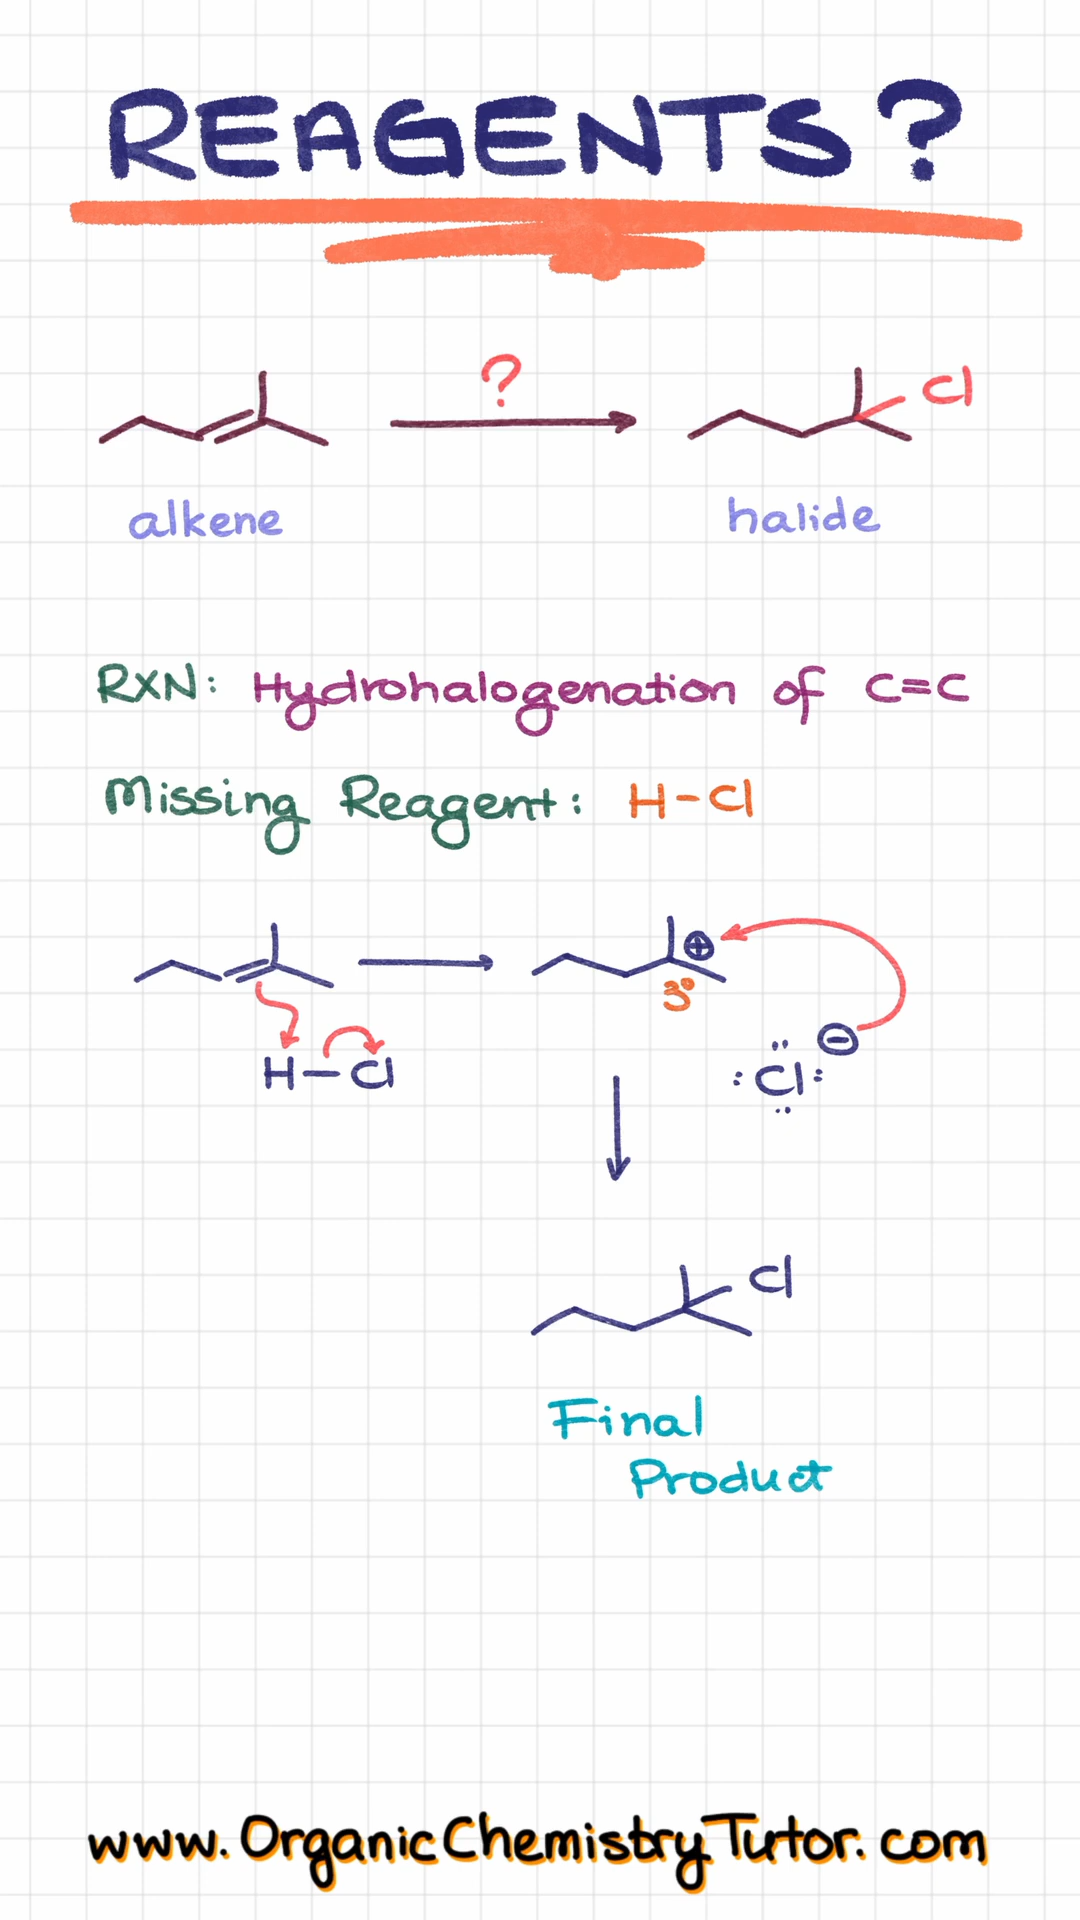 REAGENTS?
?
Cl
alkene
halide
RXN: Hydrohalogenation of C=C
Missing Reagent: H-Cl
⊕
3°
⊖
H-Cl
:Cl:
Cl
Final
Product
www.OrganicChemistryTutor.com